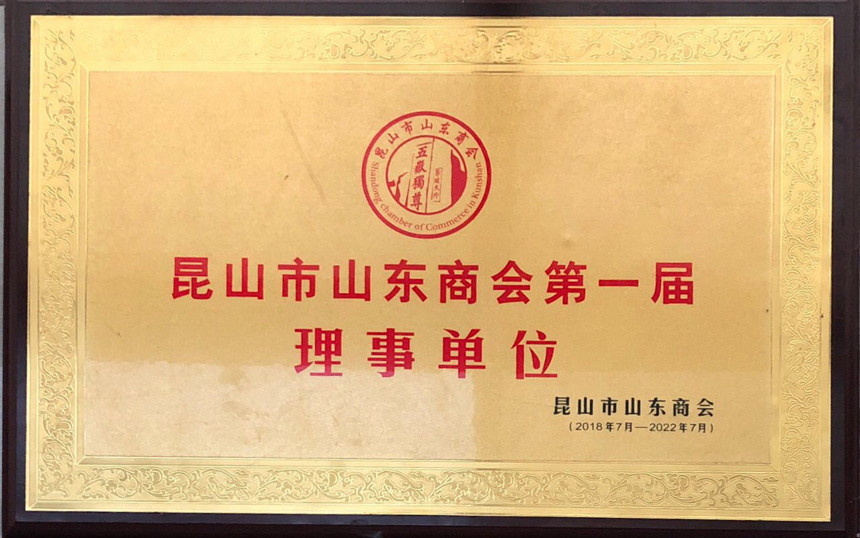 昆山市山东商会
五嶽獨尊
Shandong chamber of Commerce in Kunshan
昆山市山东商会第一届
理事单位
昆山市山东商会
(2018年7月—2022年7月)